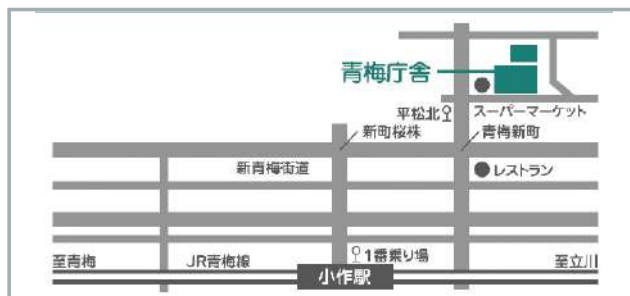 青梅庁舎
平松北
スーパーマーケット
新町桜株
青梅新町
新青梅街道
レストラン
1番乗り場
至青梅
JR青梅線
至立川
小作駅